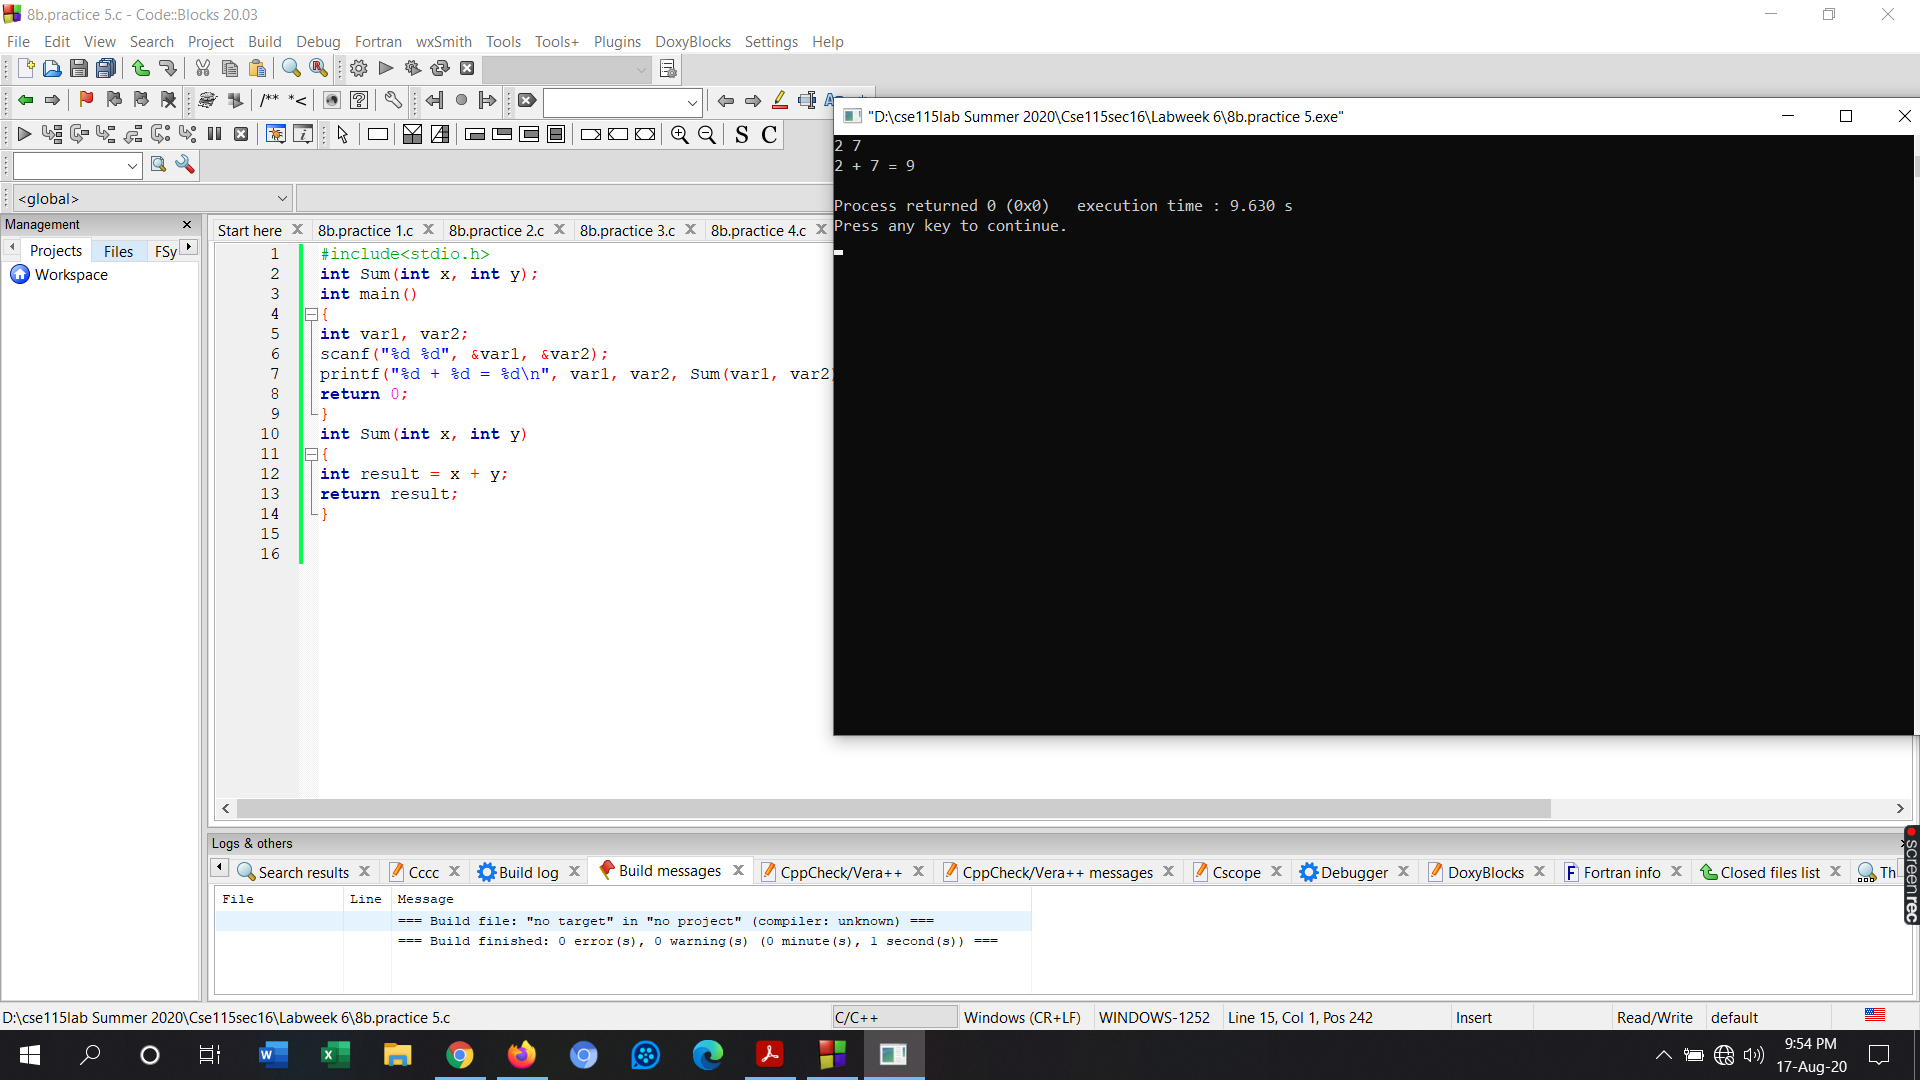 8b.practice 5.c - Code::Blocks 20.03
File Edit View Search Project Build Debug Fortran wxSmith Tools Tools+ Plugins DoxyBlocks Settings Help
/** *<
S C
<global>
Management
Projects Files FSy
Workspace
Start here 8b.practice 1.c 8b.practice 2.c 8b.practice 3.c 8b.practice 4.c
1 #include<stdio.h>
2 int Sum(int x, int y);
3 int main()
4 {
5 int var1, var2;
6 scanf("%d %d", &var1, &var2);
7 printf("%d + %d = %d\n", var1, var2, Sum(var1, var2)
8 return 0;
9 }
10 int Sum(int x, int y)
11 {
12 int result = x + y;
13 return result;
14 }
15
16
"D:\cse115lab Summer 2020\Cse115sec16\Labweek 6\8b.practice 5.exe"
2 7
2 + 7 = 9
Process returned 0 (0x0) execution time : 9.630 s
Press any key to continue.
Logs & others
Search results Cccc Build log Build messages CppCheck/Vera++ CppCheck/Vera++ messages Cscope Debugger DoxyBlocks Fortran info Closed files list Th
File Line Message
=== Build file: "no target" in "no project" (compiler: unknown) ===
=== Build finished: 0 error(s), 0 warning(s) (0 minute(s), 1 second(s)) ===
screenrec
D:\cse115lab Summer 2020\Cse115sec16\Labweek 6\8b.practice 5.c C/C++ Windows (CR+LF) WINDOWS-1252 Line 15, Col 1, Pos 242 Insert Read/Write default
9:54 PM
17-Aug-20